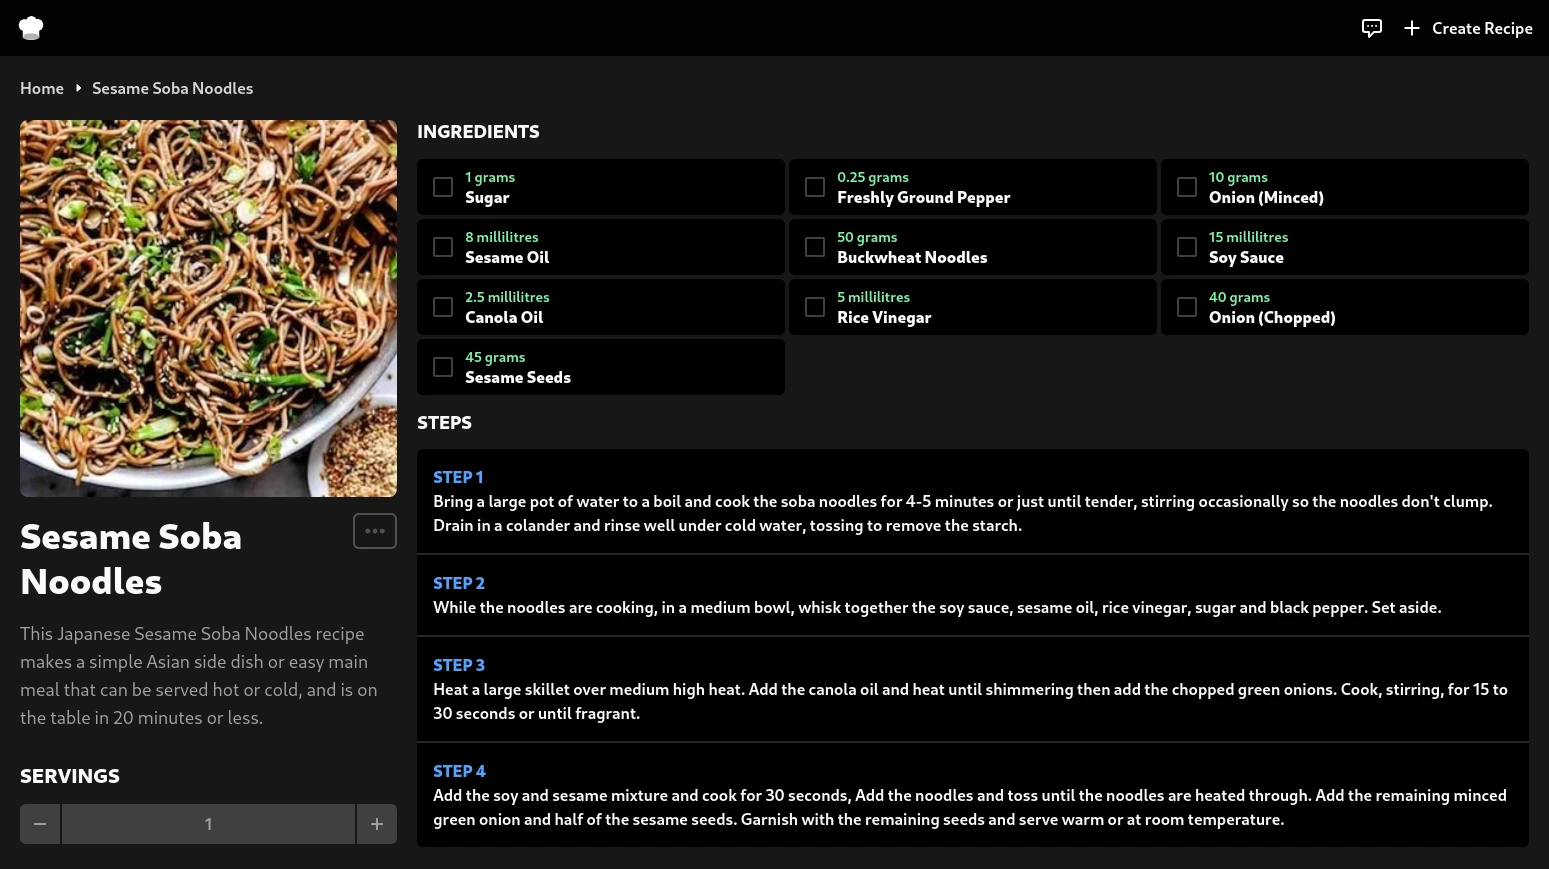 Create Recipe
Home
Sesame Soba Noodles
Sesame Soba
Noodles
This Japanese Sesame Soba Noodles recipe
makes a simple Asian side dish or easy main
meal that can be served hot or cold, and is on
the table in 20 minutes or less.
SERVINGS
1
INGREDIENTS
1 grams
Sugar
0.25 grams
Freshly Ground Pepper
10 grams
Onion (Minced)
8 millilitres
Sesame Oil
50 grams
Buckwheat Noodles
15 millilitres
Soy Sauce
2.5 millilitres
Canola Oil
5 millilitres
Rice Vinegar
40 grams
Onion (Chopped)
45 grams
Sesame Seeds
STEPS
STEP 1
Bring a large pot of water to a boil and cook the soba noodles for 4-5 minutes or just until tender, stirring occasionally so the noodles don't clump.
Drain in a colander and rinse well under cold water, tossing to remove the starch.
STEP 2
While the noodles are cooking, in a medium bowl, whisk together the soy sauce, sesame oil, rice vinegar, sugar and black pepper. Set aside.
STEP 3
Heat a large skillet over medium high heat. Add the canola oil and heat until shimmering then add the chopped green onions. Cook, stirring, for 15 to
30 seconds or until fragrant.
STEP 4
Add the soy and sesame mixture and cook for 30 seconds, Add the noodles and toss until the noodles are heated through. Add the remaining minced
green onion and half of the sesame seeds. Garnish with the remaining seeds and serve warm or at room temperature.